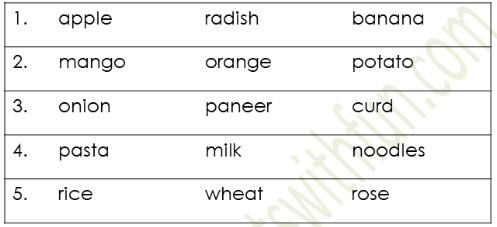 1. apple radish banana
2. mango orange potato
3. onion paneer curd
4. pasta milk noodles
5. rice wheat rose